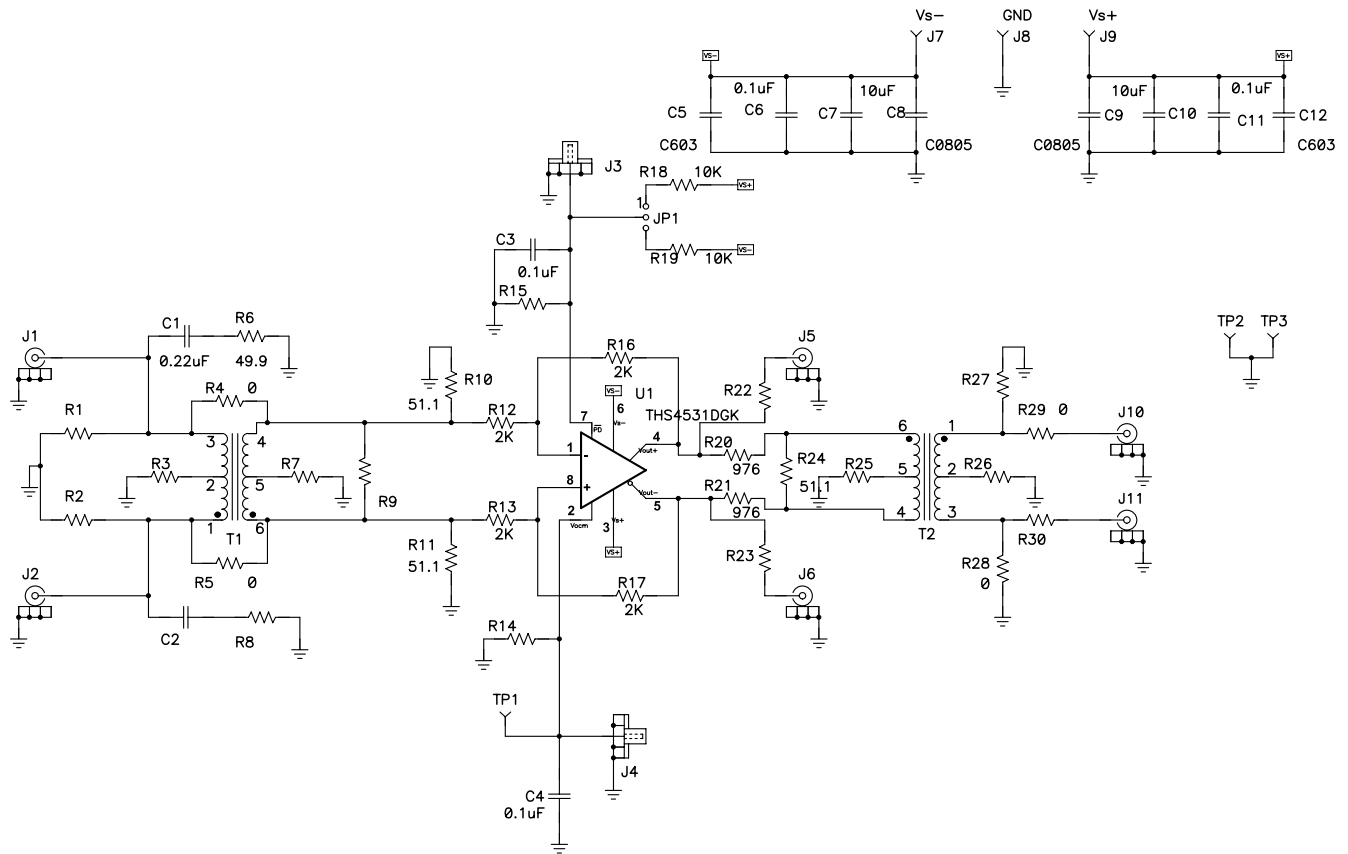 Vs-
GND
Vs+
J7
J8
J9
VS-
VS+
0.1uF
10uF
10uF
0.1uF
C5
C6
C7
C8
C9
C10
C11
C12
C603
C0805
C0805
C603
J3
R18
10K
VS+
1
JP1
C3
0.1uF
R19
10K
VS-
R15
J1
C1
R6
0.22uF
49.9
R4
0
R10
51.1
R16
2K
VS-
U1
6
Vs-
THS4531DGK
J5
R22
TP2
TP3
R27
R29
0
J10
R1
3
4
R12
2K
7
PD
1
-
4
Vout+
R20
976
6
1
R3
2
5
R7
R9
8
+
Vout-
5
R24
51.1
R25
5
2
R26
R2
1
6
T1
R13
2K
2
Vocm
3
Vs+
VS+
R21
976
4
3
T2
J11
R30
R5
0
R11
51.1
R23
R28
0
J2
R17
2K
J6
C2
R8
R14
TP1
J4
C4
0.1uF